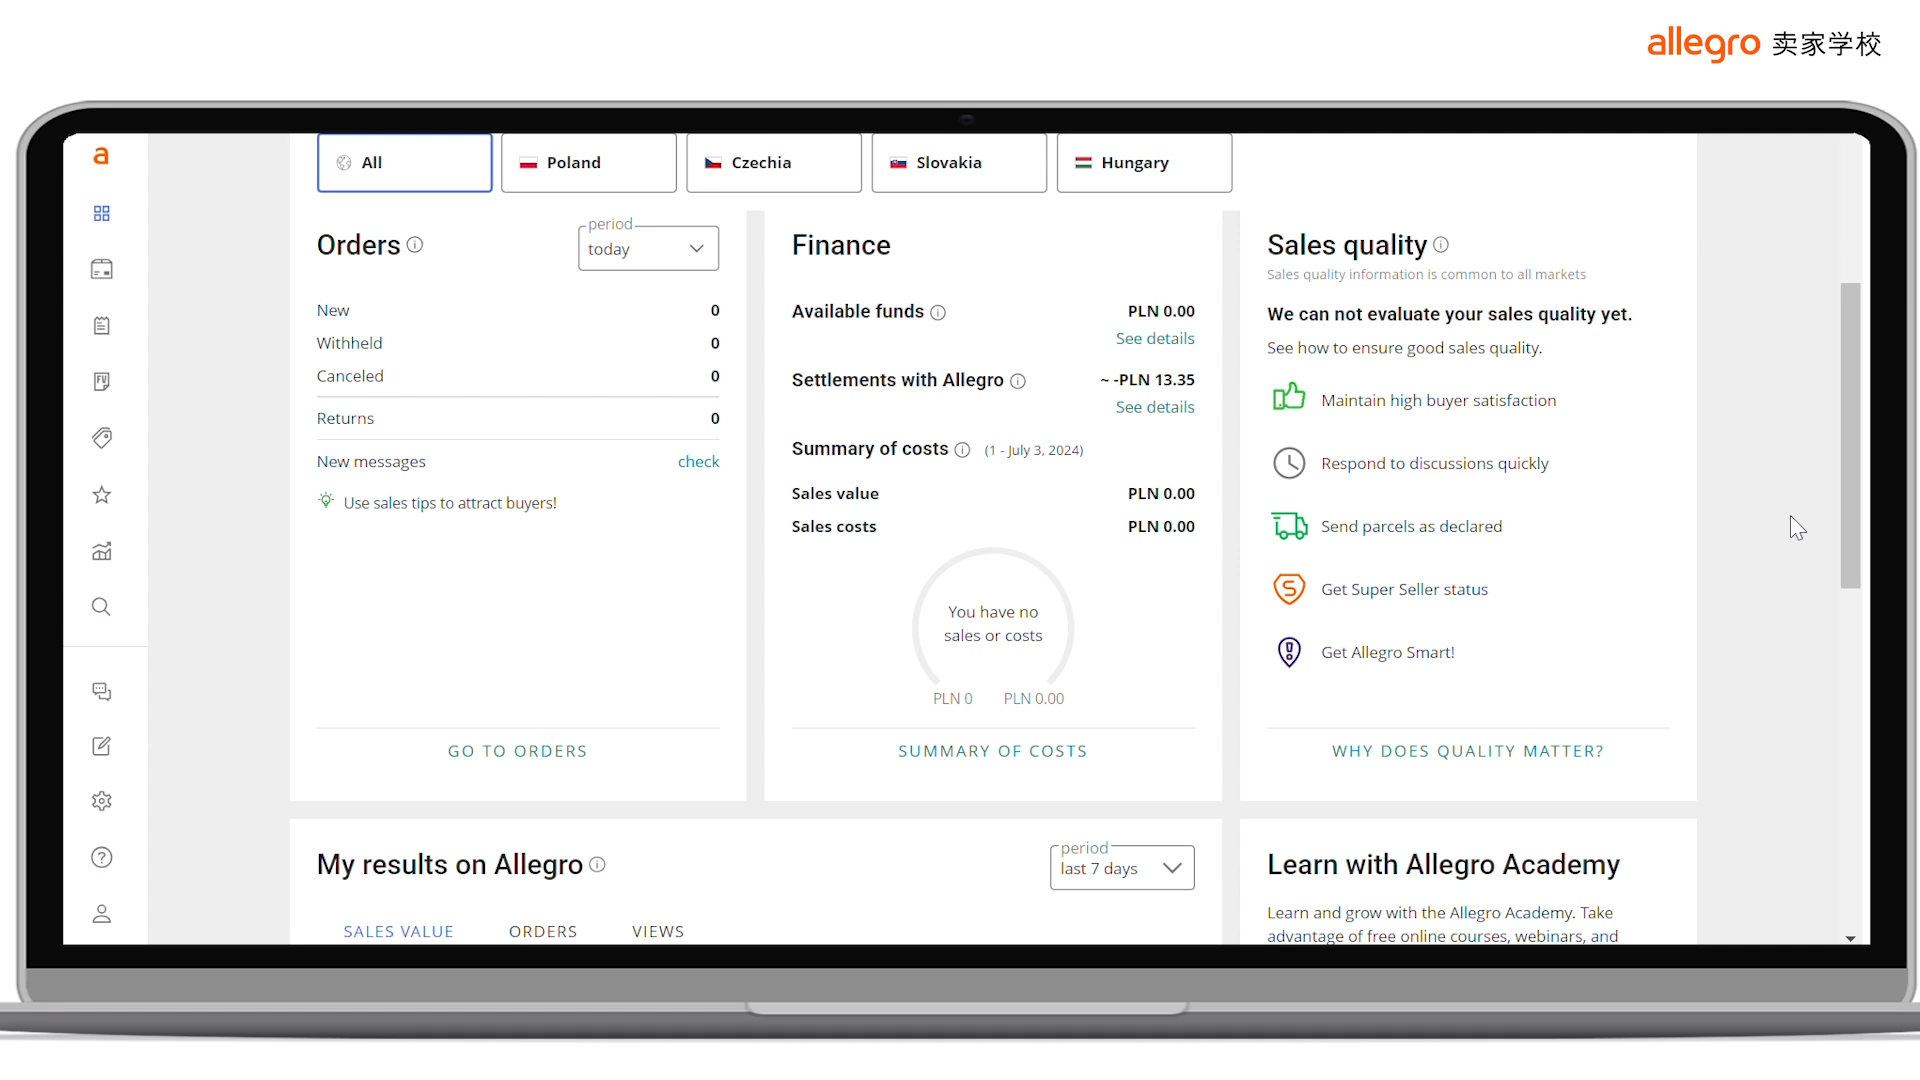 allegro 卖家学校
a
All
Poland
Czechia
Slovakia
Hungary
Orders
period
today
New 0
Withheld 0
Canceled 0
Returns 0
New messages check
Use sales tips to attract buyers!
GO TO ORDERS
Finance
Available funds PLN 0.00
See details
Settlements with Allegro ~ -PLN 13.35
See details
Summary of costs (1 - July 3, 2024)
Sales value PLN 0.00
Sales costs PLN 0.00
You have no
sales or costs
PLN 0 PLN 0.00
SUMMARY OF COSTS
Sales quality
Sales quality information is common to all markets
We can not evaluate your sales quality yet.
See how to ensure good sales quality.
Maintain high buyer satisfaction
Respond to discussions quickly
Send parcels as declared
Get Super Seller status
Get Allegro Smart!
WHY DOES QUALITY MATTER?
My results on Allegro
period
last 7 days
SALES VALUE ORDERS VIEWS
Learn with Allegro Academy
Learn and grow with the Allegro Academy. Take
advantage of free online courses, webinars, and